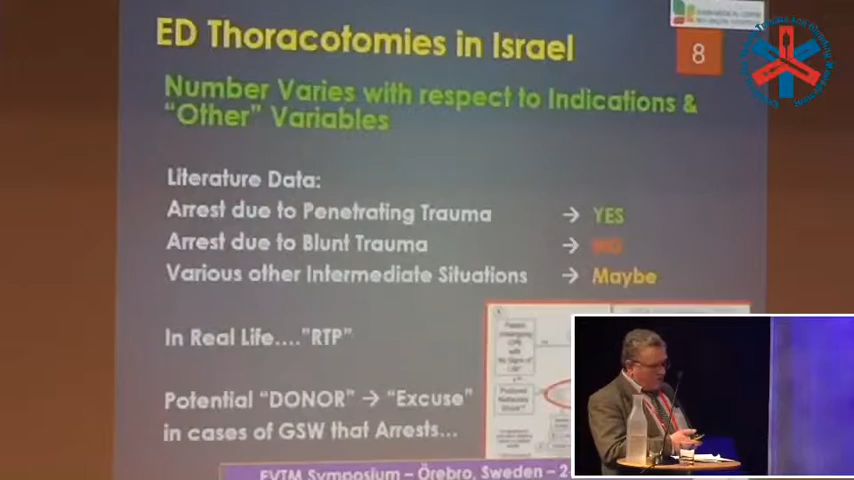 ED Thoracotomies in Israel
8
Number Varies with respect to Indications &
"Other" Variables
Literature Data:
Arrest due to Penetrating Trauma → YES
Arrest due to Blunt Trauma → NO
Various other Intermediate Situations → Maybe
In Real Life...."RTP"
Potential "DONOR" → "Excuse"
in cases of GSW that Arrests...
EVTM Symposium – Örebro, Sweden – 2